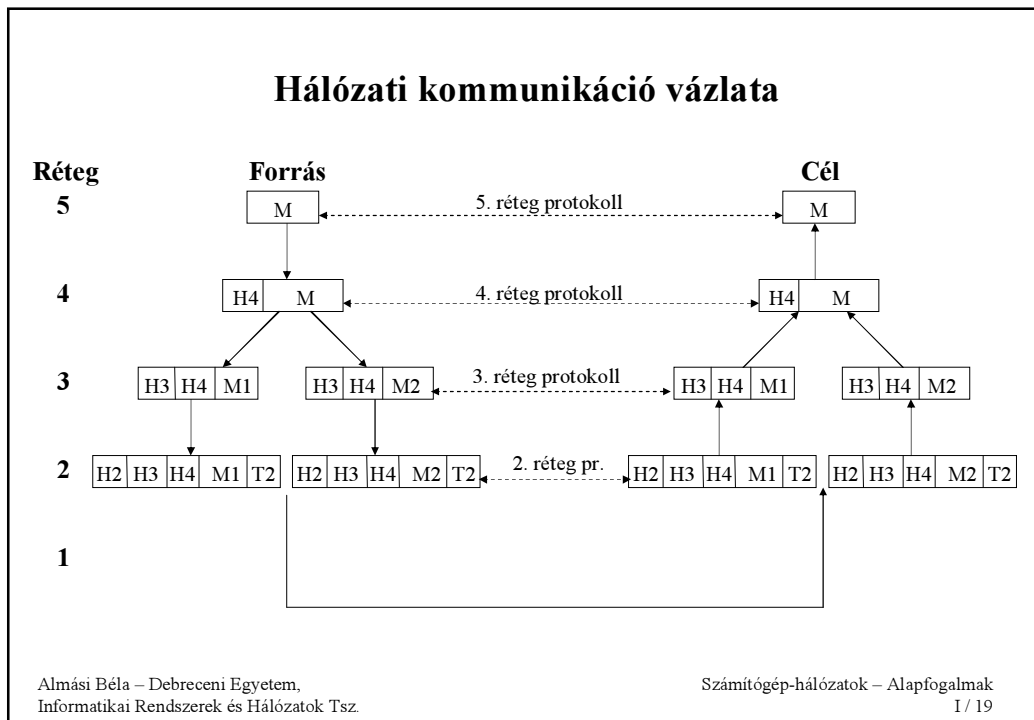 Hálózati kommunikáció vázlata
Réteg Forrás Cél
5 M 5. réteg protokoll M
4 H4 M 4. réteg protokoll H4 M
3 H3 H4 M1 H3 H4 M2 3. réteg protokoll H3 H4 M1 H3 H4 M2
2 H2 H3 H4 M1 T2 H2 H3 H4 M2 T2 2. réteg pr. H2 H3 H4 M1 T2 H2 H3 H4 M2 T2
1
Almási Béla – Debreceni Egyetem,
Informatikai Rendszerek és Hálózatok Tsz.
Számítógép-hálózatok – Alapfogalmak
I / 19